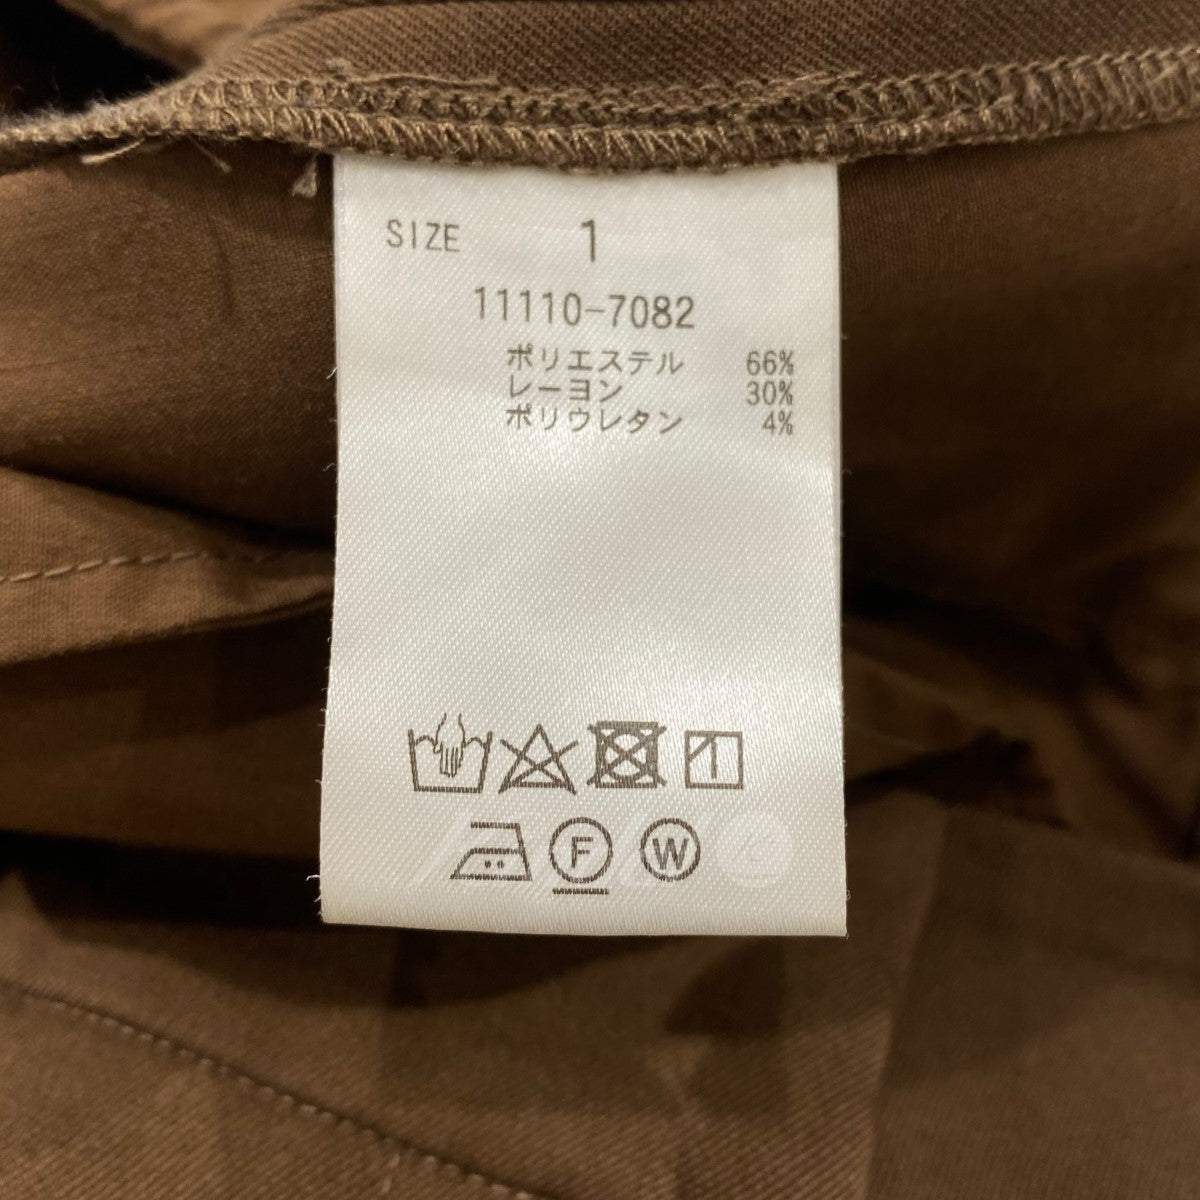 SIZE 1
11110-7082
ポリエステル 66%
レーヨン 30%
ポリウレタン 4%
F W